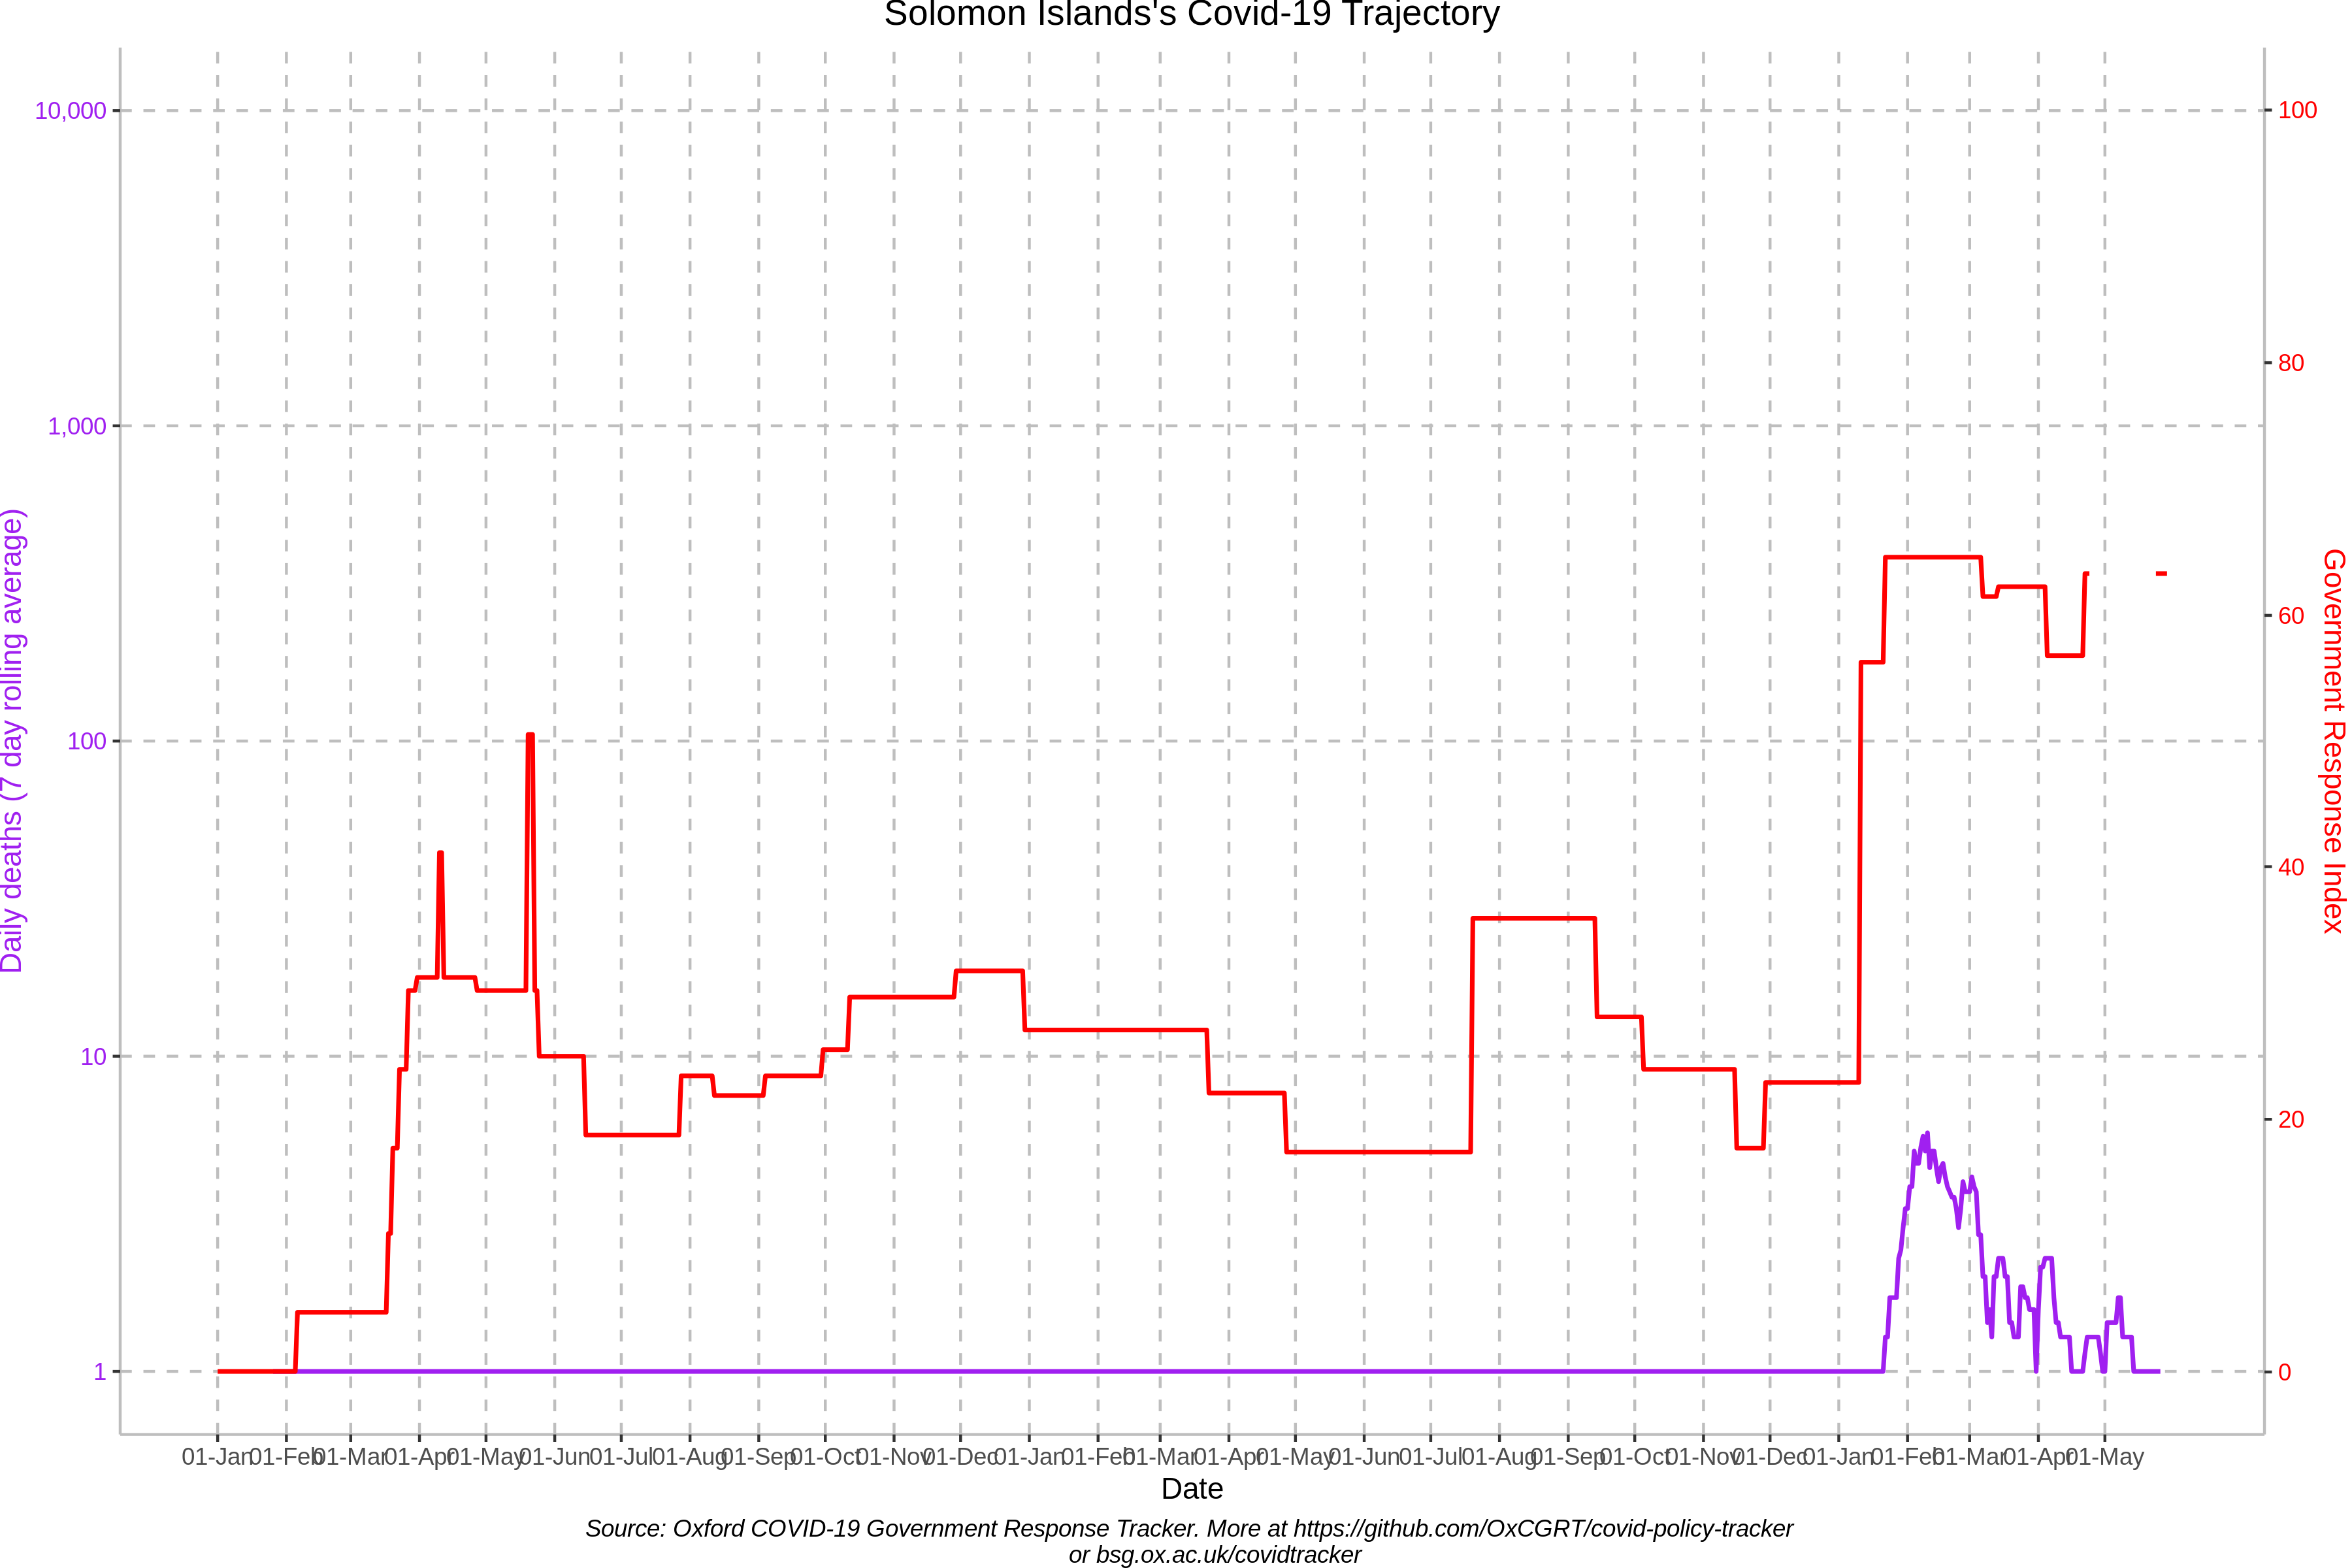 Solomon Islands's Covid-19 Trajectory
10,000
1,000
100
10
1
Daily deaths (7 day rolling average)
100
80
60
40
20
0
Government Response Index
01-Jan 01-Feb 01-Mar 01-Apr 01-May 01-Jun 01-Jul 01-Aug 01-Sep 01-Oct 01-Nov 01-Dec 01-Jan 01-Feb 01-Mar 01-Apr 01-May 01-Jun 01-Jul 01-Aug 01-Sep 01-Oct 01-Nov 01-Dec 01-Jan 01-Feb 01-Mar 01-Apr 01-May
Date
Source: Oxford COVID-19 Government Response Tracker. More at https://github.com/OxCGRT/covid-policy-tracker
or bsg.ox.ac.uk/covidtracker